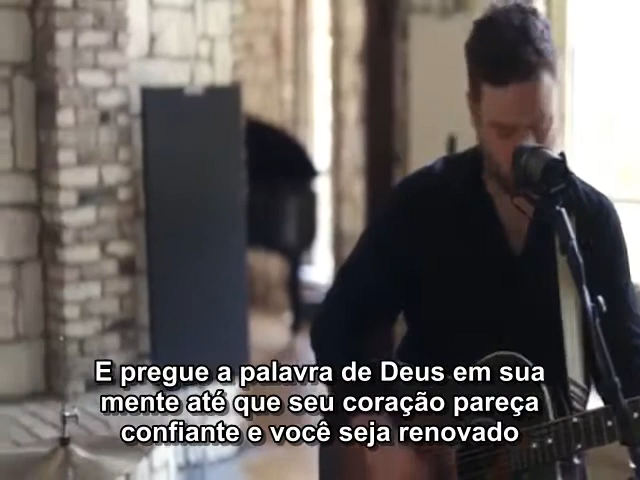 E pregue a palavra de Deus em sua
mente até que seu coração pareça
confiante e você seja renovado